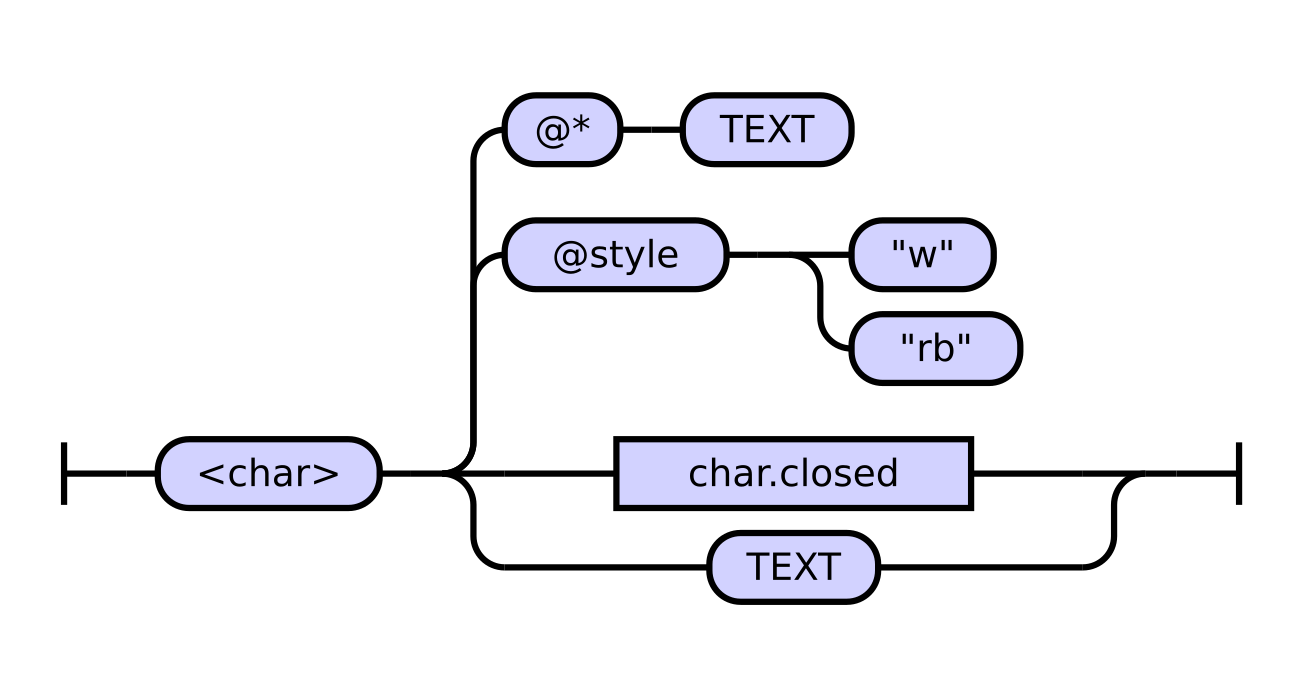 @* TEXT
@style "w"
"rb"
<char> char.closed
TEXT